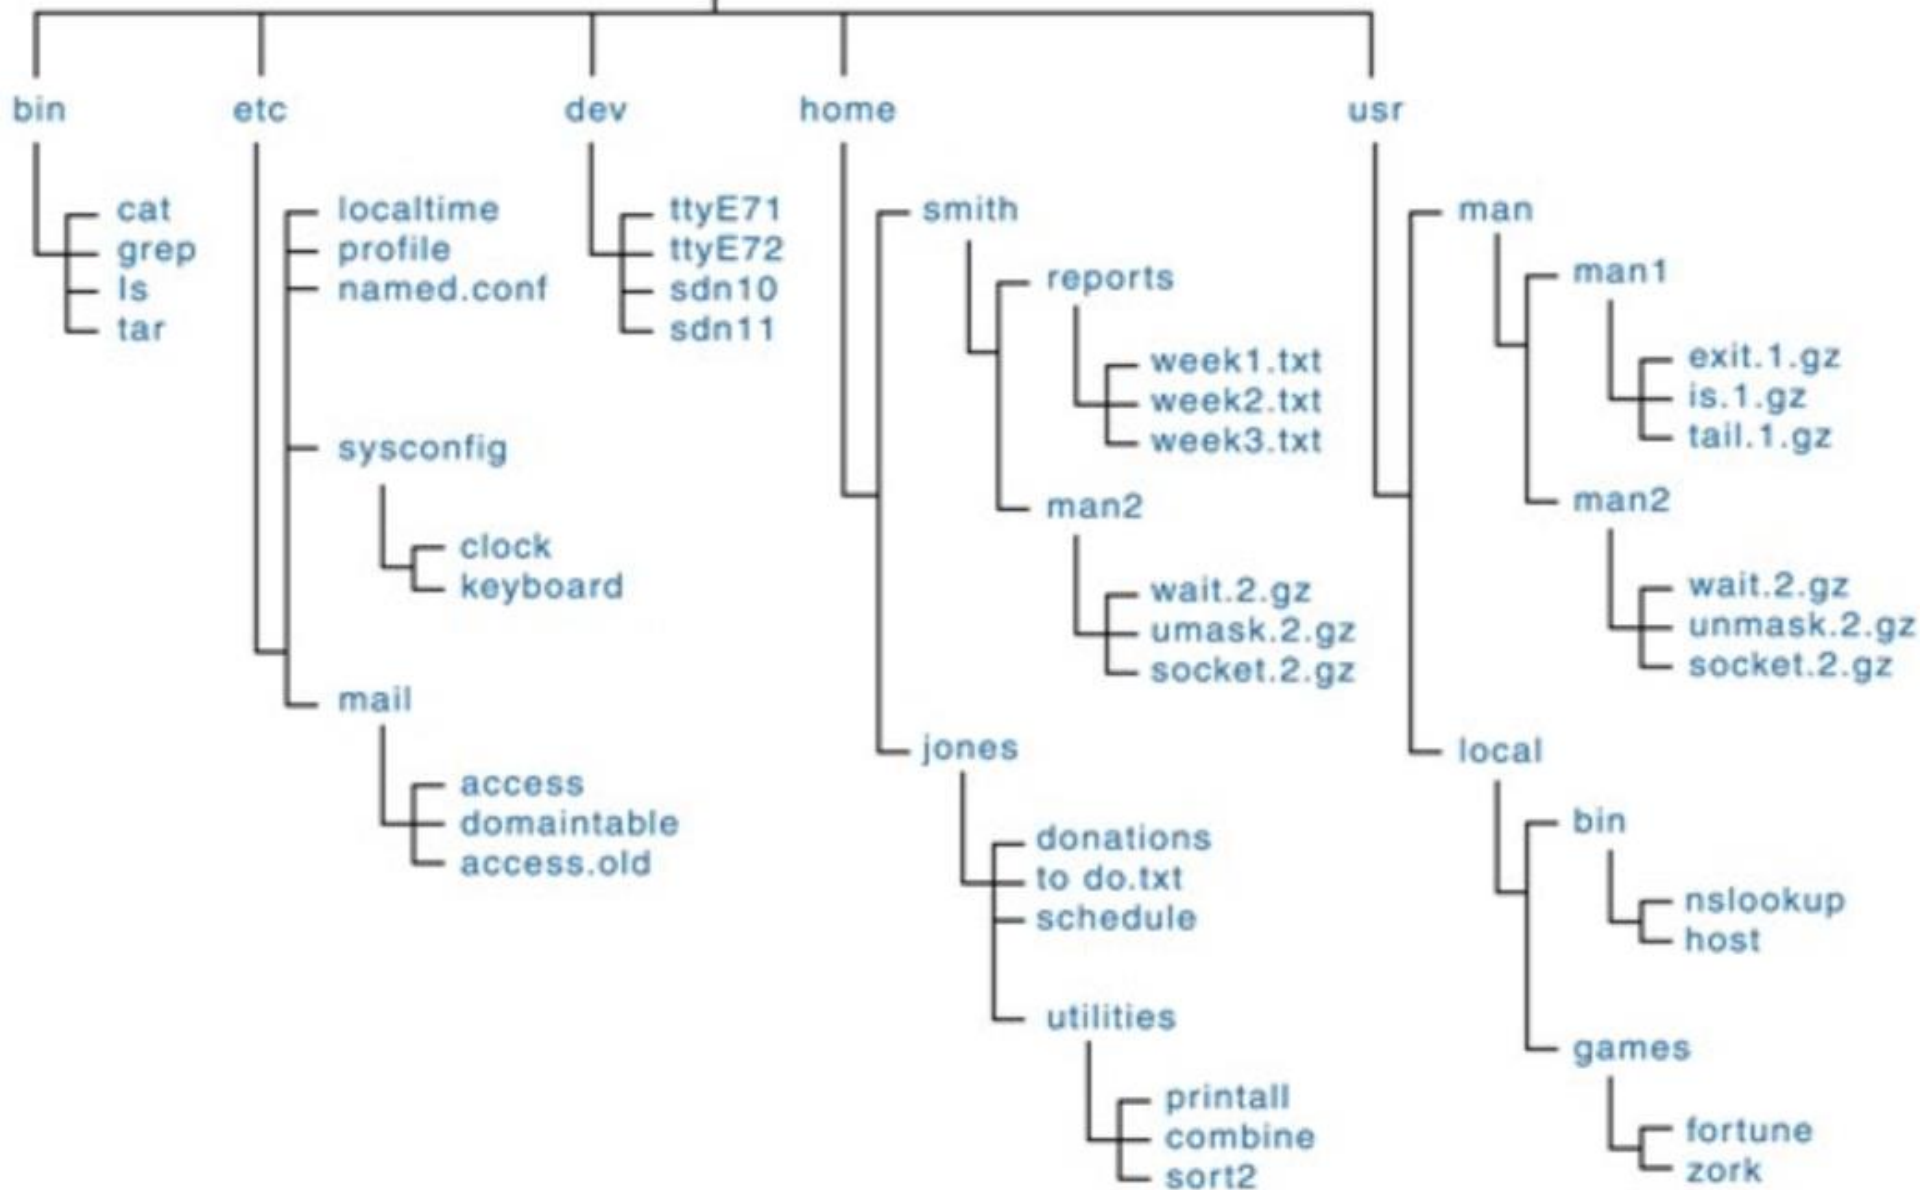 bin
etc
dev
home
usr
cat
grep
ls
tar
localtime
profile
named.conf
sysconfig
clock
keyboard
mail
access
domaintable
access.old
ttyE71
ttyE72
sdn10
sdn11
smith
reports
week1.txt
week2.txt
week3.txt
man2
wait.2.gz
umask.2.gz
socket.2.gz
jones
donations
to do.txt
schedule
utilities
printall
combine
sort2
man
man1
exit.1.gz
is.1.gz
tail.1.gz
man2
wait.2.gz
unmask.2.gz
socket.2.gz
local
bin
nslookup
host
games
fortune
zork